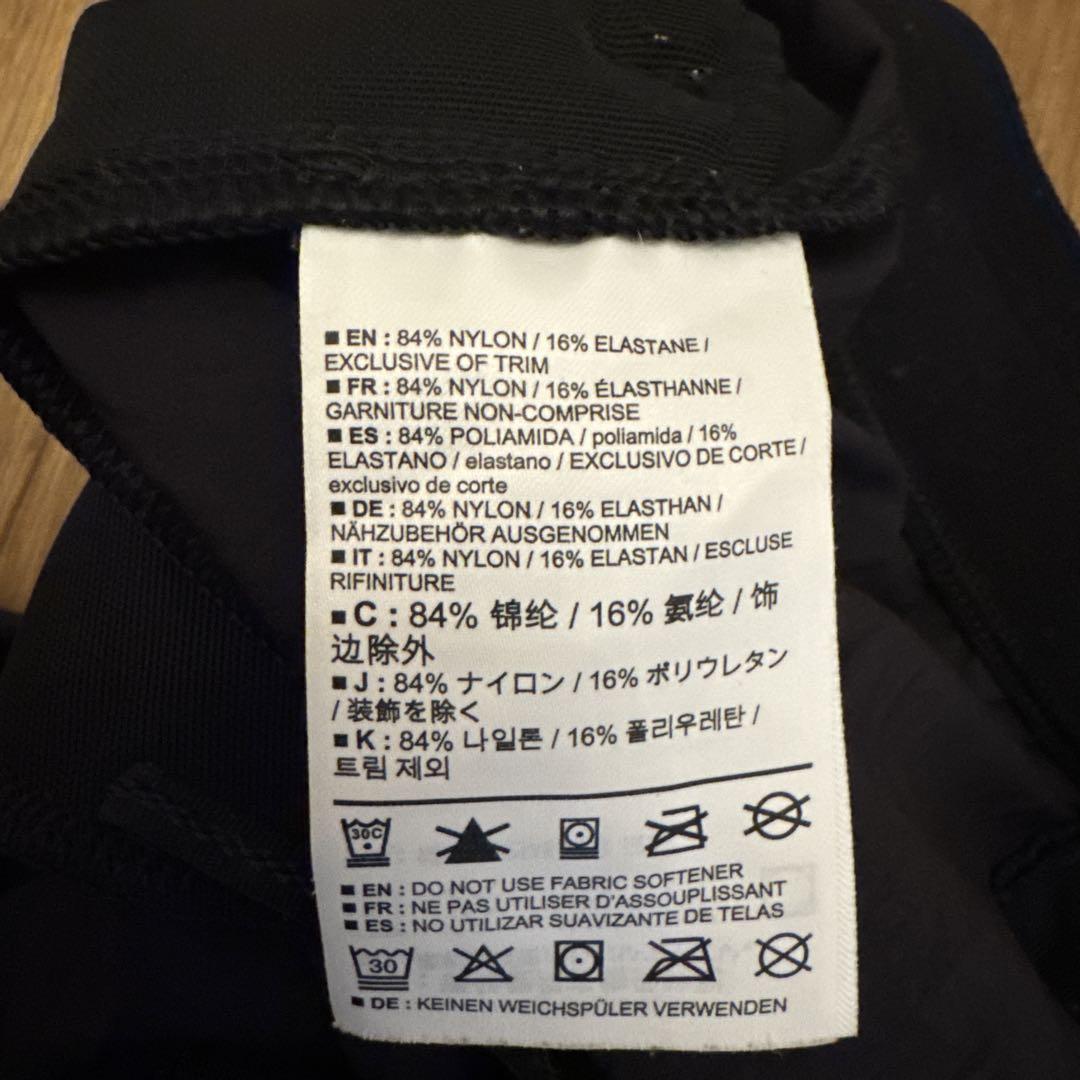 ■ EN : 84% NYLON / 16% ELASTANE /
EXCLUSIVE OF TRIM
■ FR : 84% NYLON / 16% ÉLASTHANNE /
GARNITURE NON-COMPRISE
■ ES : 84% POLIAMIDA / poliamida / 16%
ELASTANO / elastano / EXCLUSIVO DE CORTE /
exclusivo de corte
■ DE : 84% NYLON / 16% ELASTHAN /
NÄHZUBEHÖR AUSGENOMMEN
■ IT : 84% NYLON / 16% ELASTAN / ESCLUSE
RIFINITURE
■ C : 84% 锦纶 / 16% 氨纶 / 饰
边除外
■ J : 84% ナイロン / 16% ポリウレタン
/ 装飾を除く
■ K : 84% 나일론 / 16% 폴리우레탄 /
트림 제외
30C
■ EN : DO NOT USE FABRIC SOFTENER
■ FR : NE PAS UTILISER D'ASSOUPLISSANT
■ ES : NO UTILIZAR SUAVIZANTE DE TELAS
30
■ DE : KEINEN WEICHSPÜLER VERWENDEN